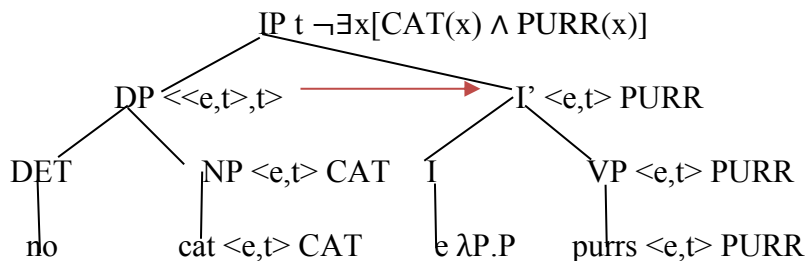 IP t ¬∃x[CAT(x) ∧ PURR(x)]
DP <<e,t>,t> I’ <e,t> PURR
DET NP <e,t> CAT I VP <e,t> PURR
no cat <e,t> CAT e λP.P purrs <e,t> PURR